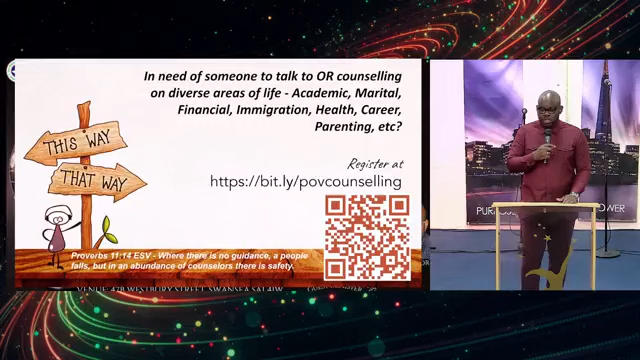 In need of someone to talk to OR counselling
on diverse areas of life - Academic, Marital,
Financial, Immigration, Health, Career,
Parenting, etc?
THIS WAY
THAT WAY
Register at
https://bit.ly/povcounselling
Proverbs 11:14 ESV - Where there is no guidance, a people
falls, but in an abundance of counselors there is safety.